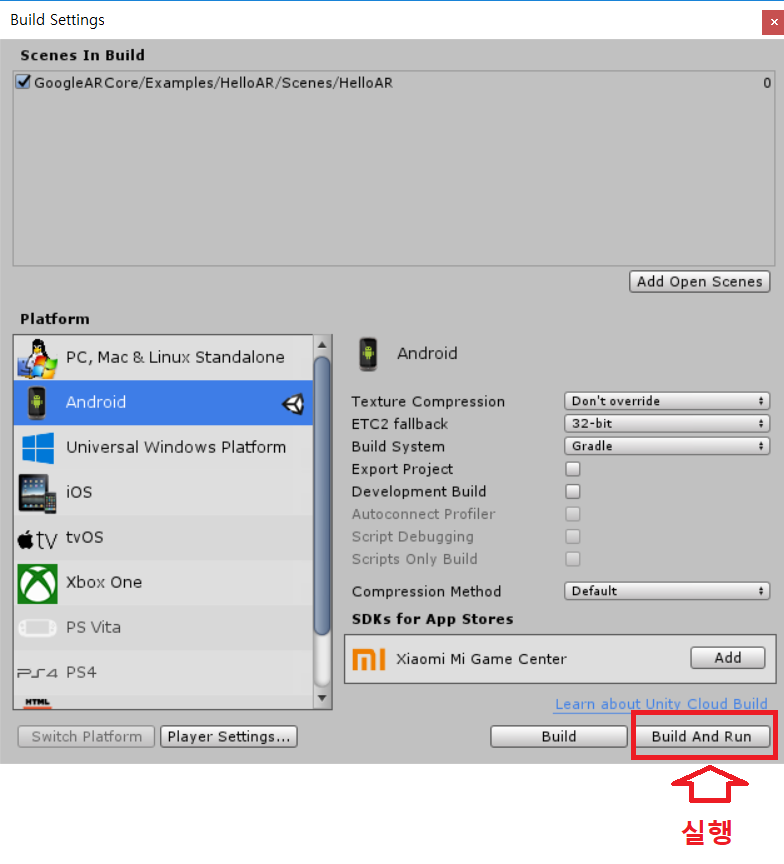 Build Settings
Scenes In Build
GoogleARCore/Examples/HelloAR/Scenes/HelloAR 0
Add Open Scenes
Platform
PC, Mac & Linux Standalone
Android
Universal Windows Platform
iOS
tv tvOS
Xbox One
PS Vita
PS4 PS4
HTML
Android
Texture Compression Don't override
ETC2 fallback 32-bit
Build System Gradle
Export Project
Development Build
Autoconnect Profiler
Script Debugging
Scripts Only Build
Compression Method Default
SDKs for App Stores
MI Xiaomi Mi Game Center Add
Learn about Unity Cloud Build
Switch Platform Player Settings... Build Build And Run
실행